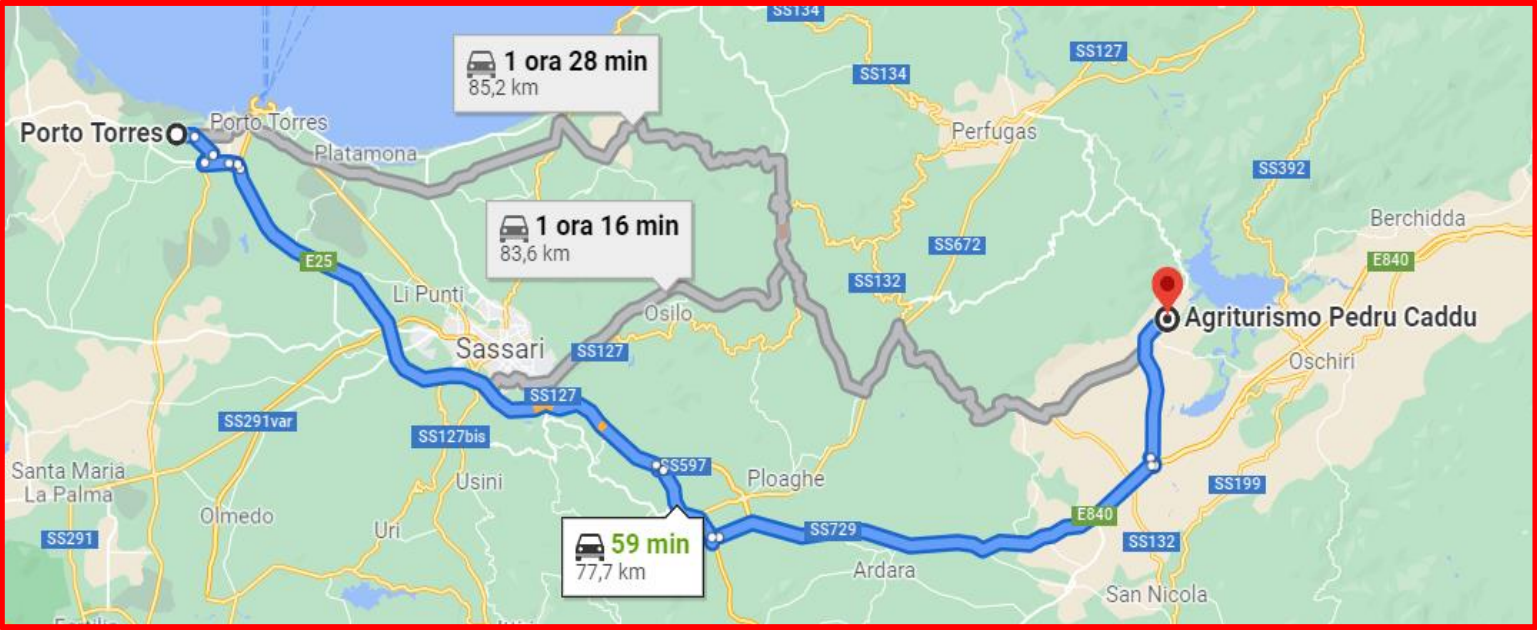 SS134
1 ora 28 min
85,2 km
SS127
SS134
Porto Torres
Porto Torres
Platamona
Perfugas
SS392
1 ora 16 min
83,6 km
Berchidda
SS672
E25
E840
SS132
Li Punti
Osilo
Agriturismo Pedru Caddu
Sassari
SS127
Oschiri
SS127
SS291var
SS127bis
Santa Maria
La Palma
SS597
Usini
Ploaghe
SS199
Olmedo
E840
Uri
SS729
SS291
59 min
77,7 km
SS132
Ardara
San Nicola